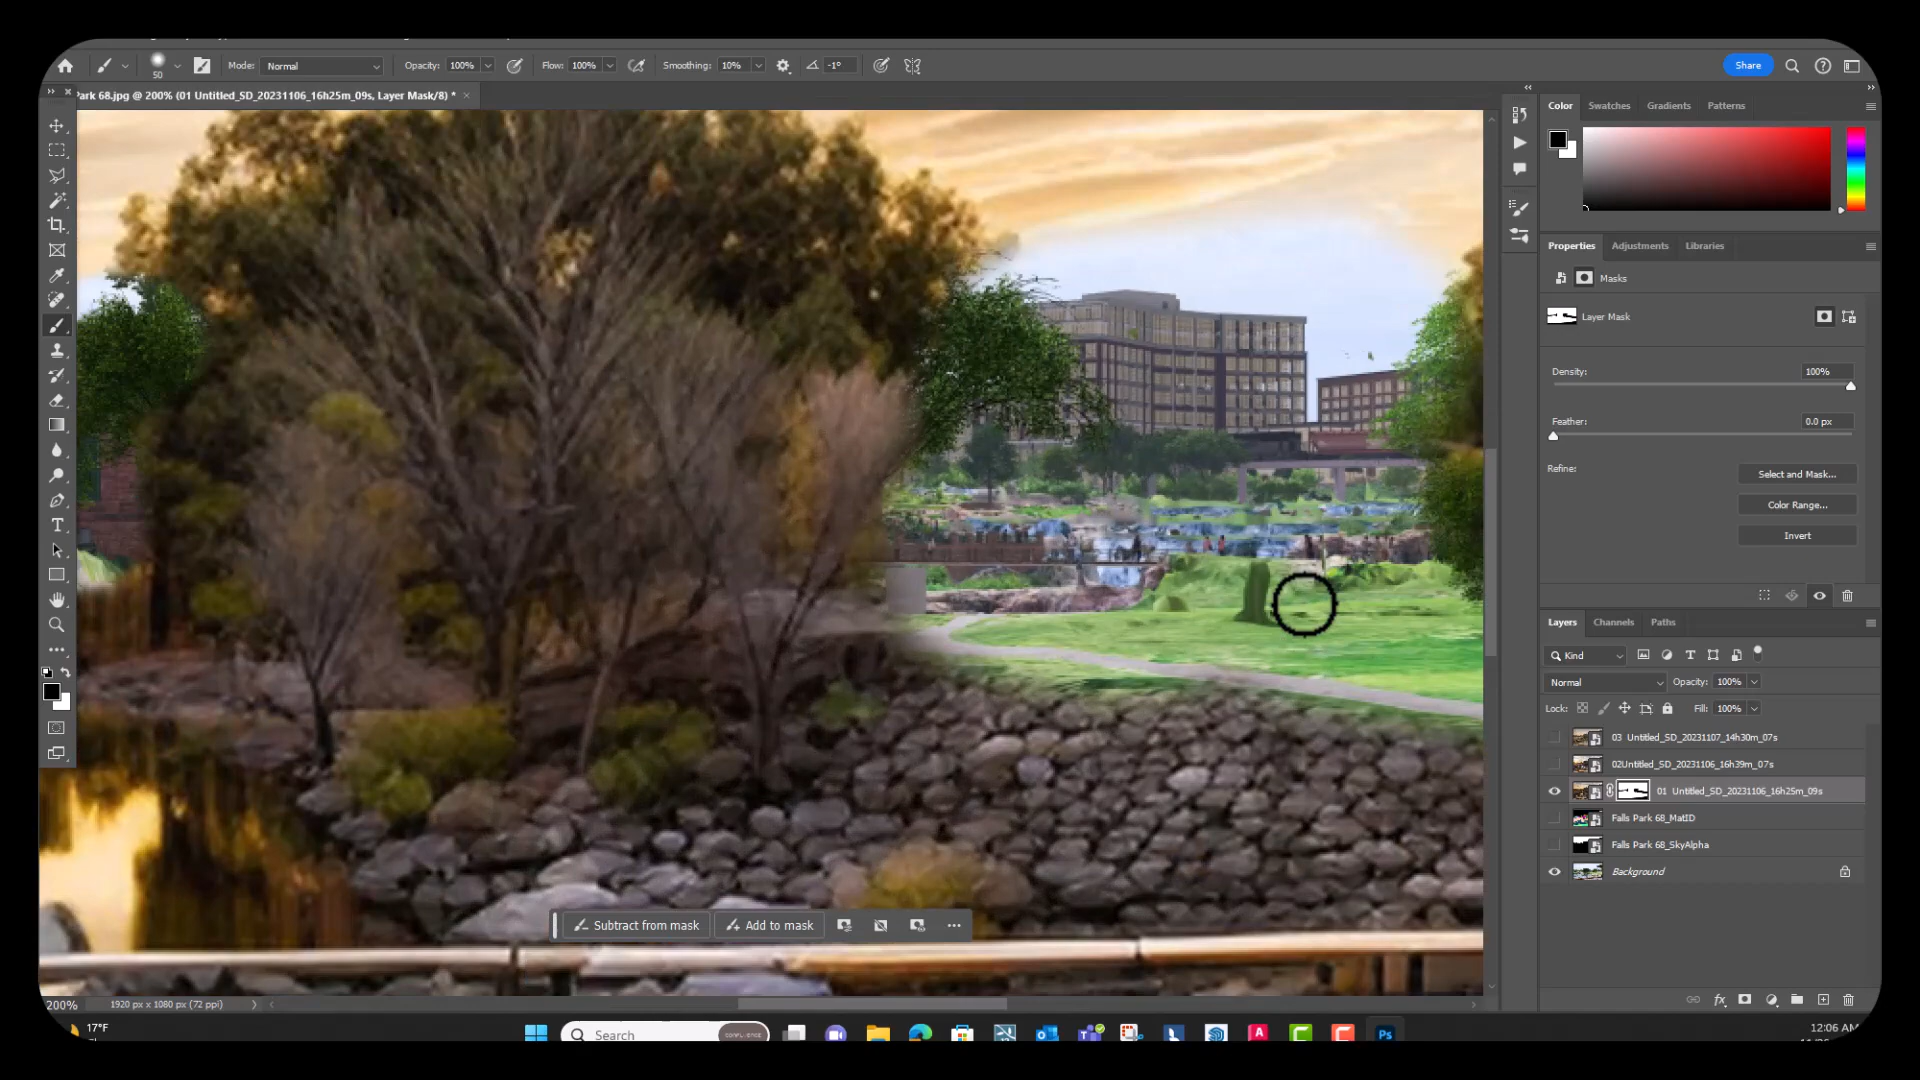 50
Mode: Normal
Opacity: 100%
Flow: 100%
Smoothing: 10%
-1°
Share
Park 68.jpg @ 200% (01 Untitled_SD_20231106_16h25m_09s, Layer Mask/8) *
Color Swatches Gradients Patterns
Properties Adjustments Libraries
Masks
Layer Mask
Density: 100%
Feather: 0.0 px
Refine:
Select and Mask...
Color Range...
Invert
Layers Channels Paths
Kind
Normal Opacity: 100%
Lock: Fill: 100%
03 Untitled_SD_20231107_14h30m_07s
02Untitled_SD_20231106_16h39m_07s
01 Untitled_SD_20231106_16h25m_09s
Falls Park 68_MatID
Falls Park 68_SkyAlpha
Background
Subtract from mask
Add to mask
200% 1920 px x 1080 px (72 ppi)
17°F
Search
12:06 AM